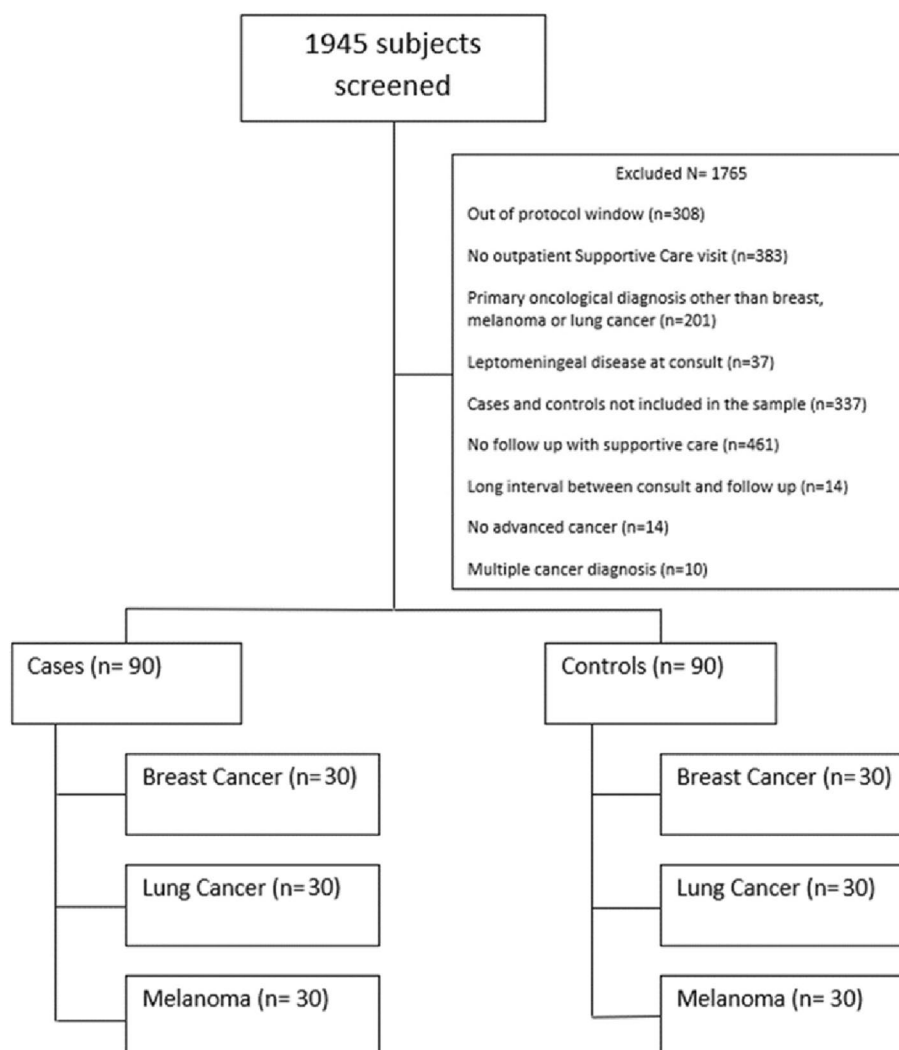 1945 subjects
screened
Excluded N= 1765
Out of protocol window (n=308)
No outpatient Supportive Care visit (n=383)
Primary oncological diagnosis other than breast,
melanoma or lung cancer (n=201)
Leptomeningeal disease at consult (n=37)
Cases and controls not included in the sample (n=337)
No follow up with supportive care (n=461)
Long interval between consult and follow up (n=14)
No advanced cancer (n=14)
Multiple cancer diagnosis (n=10)
Cases (n= 90)
Breast Cancer (n=30)
Lung Cancer (n=30)
Melanoma (n= 30)
Controls (n= 90)
Breast Cancer (n=30)
Lung Cancer (n=30)
Melanoma (n= 30)